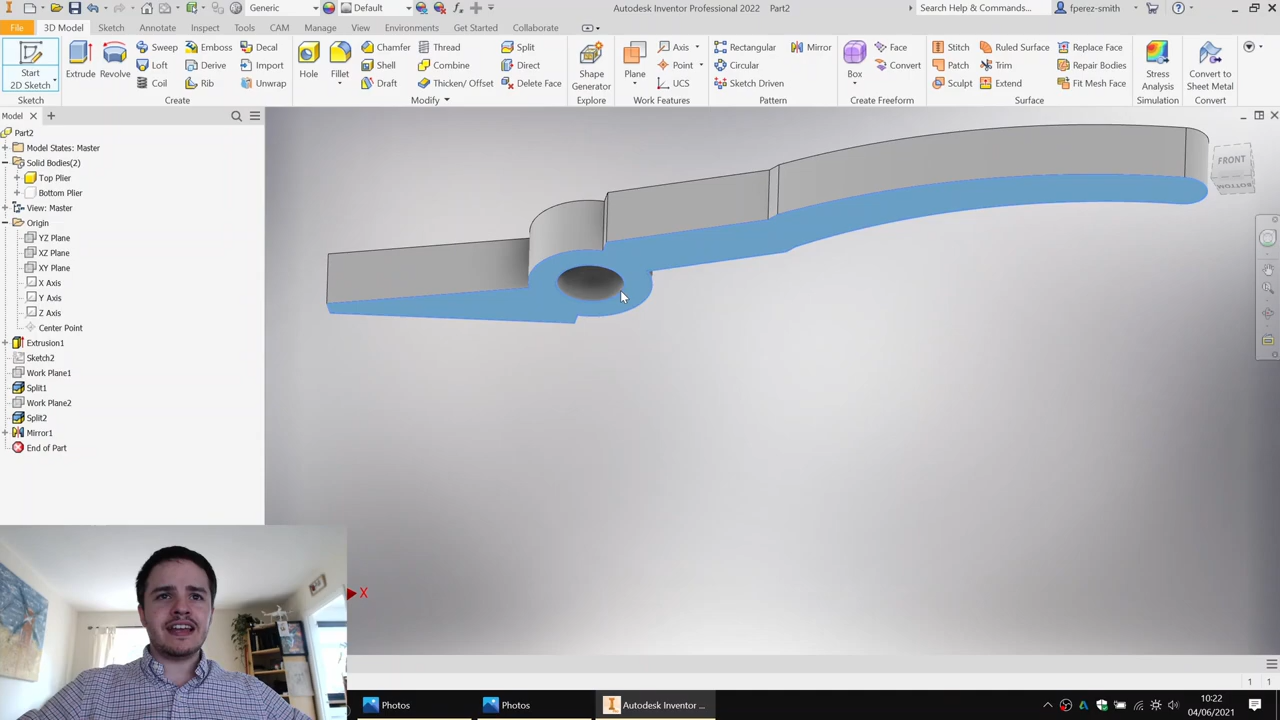 Generic
Default
Autodesk Inventor Professional 2022 Part2
Search Help & Commands...
fperez-smith
File
3D Model
Sketch
Annotate
Inspect
Tools
CAM
Manage
View
Environments
Get Started
Collaborate
Start
2D Sketch
Extrude
Revolve
Sweep
Emboss
Decal
Loft
Derive
Import
Coil
Rib
Unwrap
Hole
Fillet
Chamfer
Thread
Split
Shell
Combine
Direct
Draft
Thicken/ Offset
Delete Face
Shape
Generator
Plane
Axis
Point
UCS
Rectangular
Mirror
Circular
Sketch Driven
Box
Face
Convert
Stitch
Ruled Surface
Replace Face
Patch
Trim
Repair Bodies
Sculpt
Extend
Fit Mesh Face
Stress
Analysis
Convert to
Sheet Metal
Sketch
Create
Modify
Explore
Work Features
Pattern
Create Freeform
Surface
Simulation
Convert
Model
Part2
Model States: Master
Solid Bodies(2)
Top Plier
Bottom Plier
View: Master
Origin
YZ Plane
XZ Plane
XY Plane
X Axis
Y Axis
Z Axis
Center Point
Extrusion1
Sketch2
Work Plane1
Split1
Work Plane2
Split2
Mirror1
End of Part
FRONT
BOTTOM
X
1 1
Photos
Photos
Autodesk Inventor ...
10:22
04/06/2021